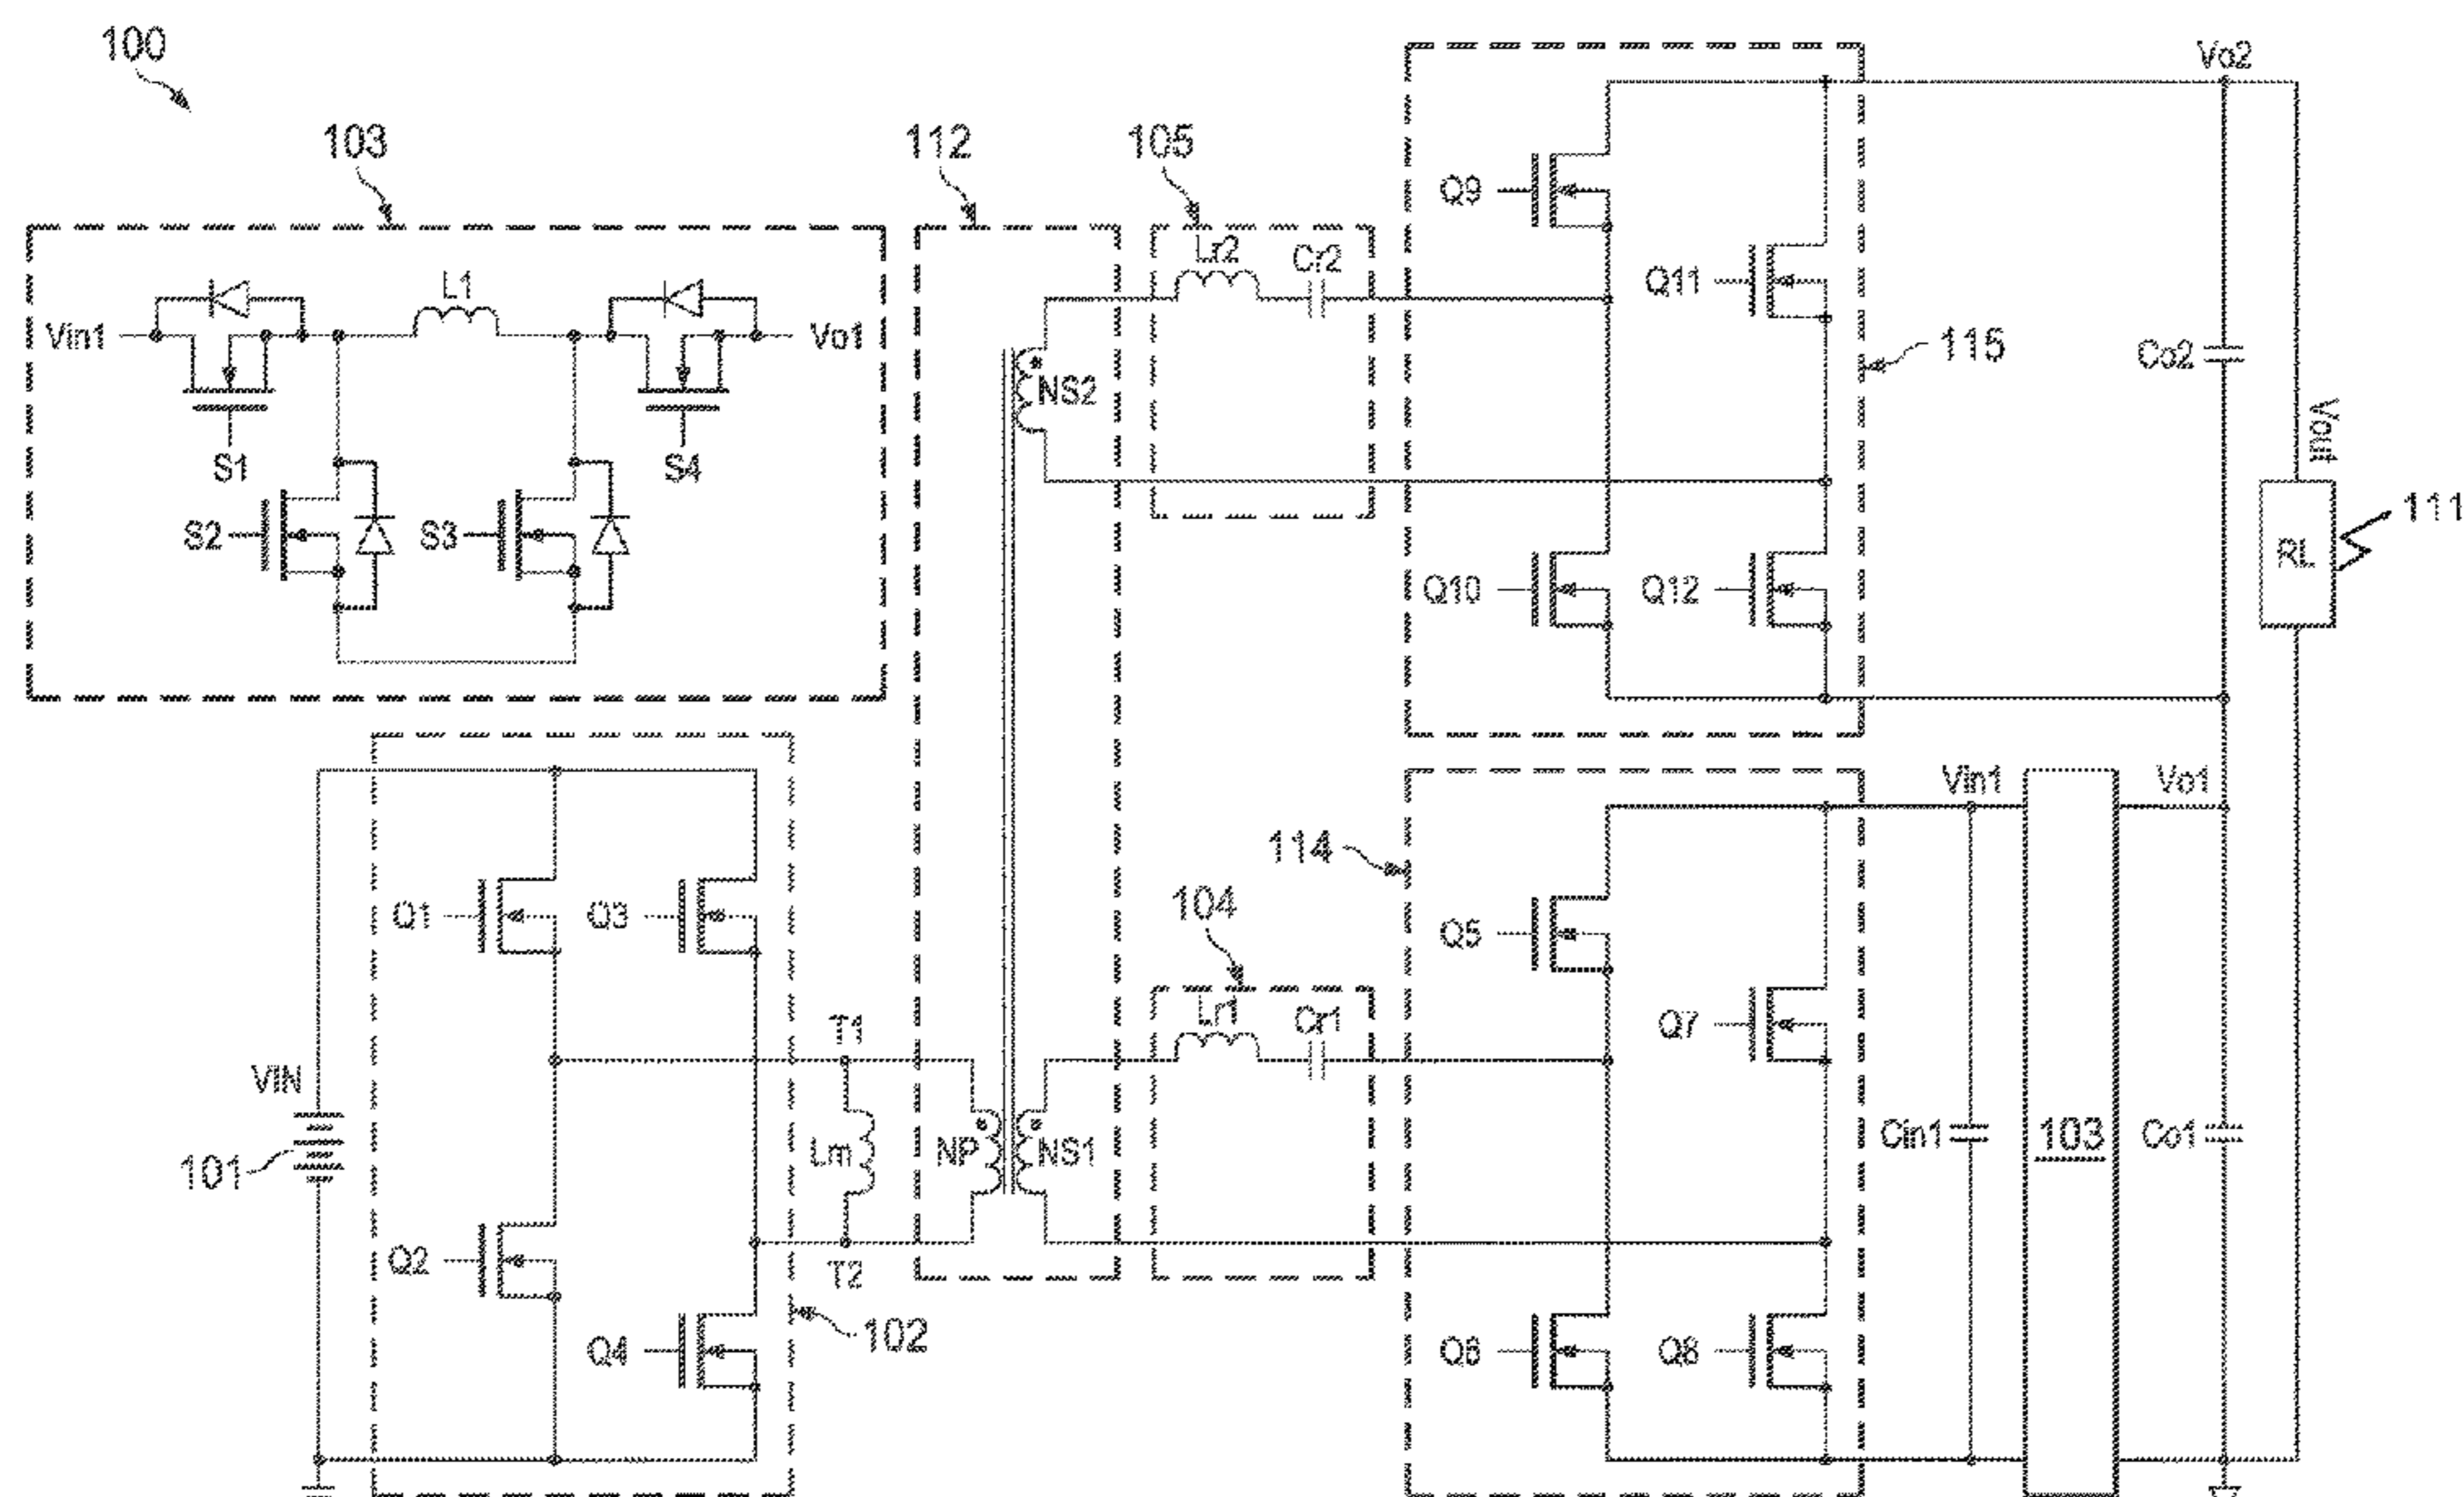 100
103
112
105
Vo2
Q9
Lr2
Cr2
Q11
L1
Vin1
Vo1
115
Co2
NS2
Vout
S1
S4
111
S2
S3
RL
Q10
Q12
Vin1
Vo1
114
104
Q1
Q3
Q5
Lr1
Cr1
T1
Q7
VIN
101
Lm
NP
NS1
Cin1
103
Co1
Q2
T2
102
Q4
Q6
Q8